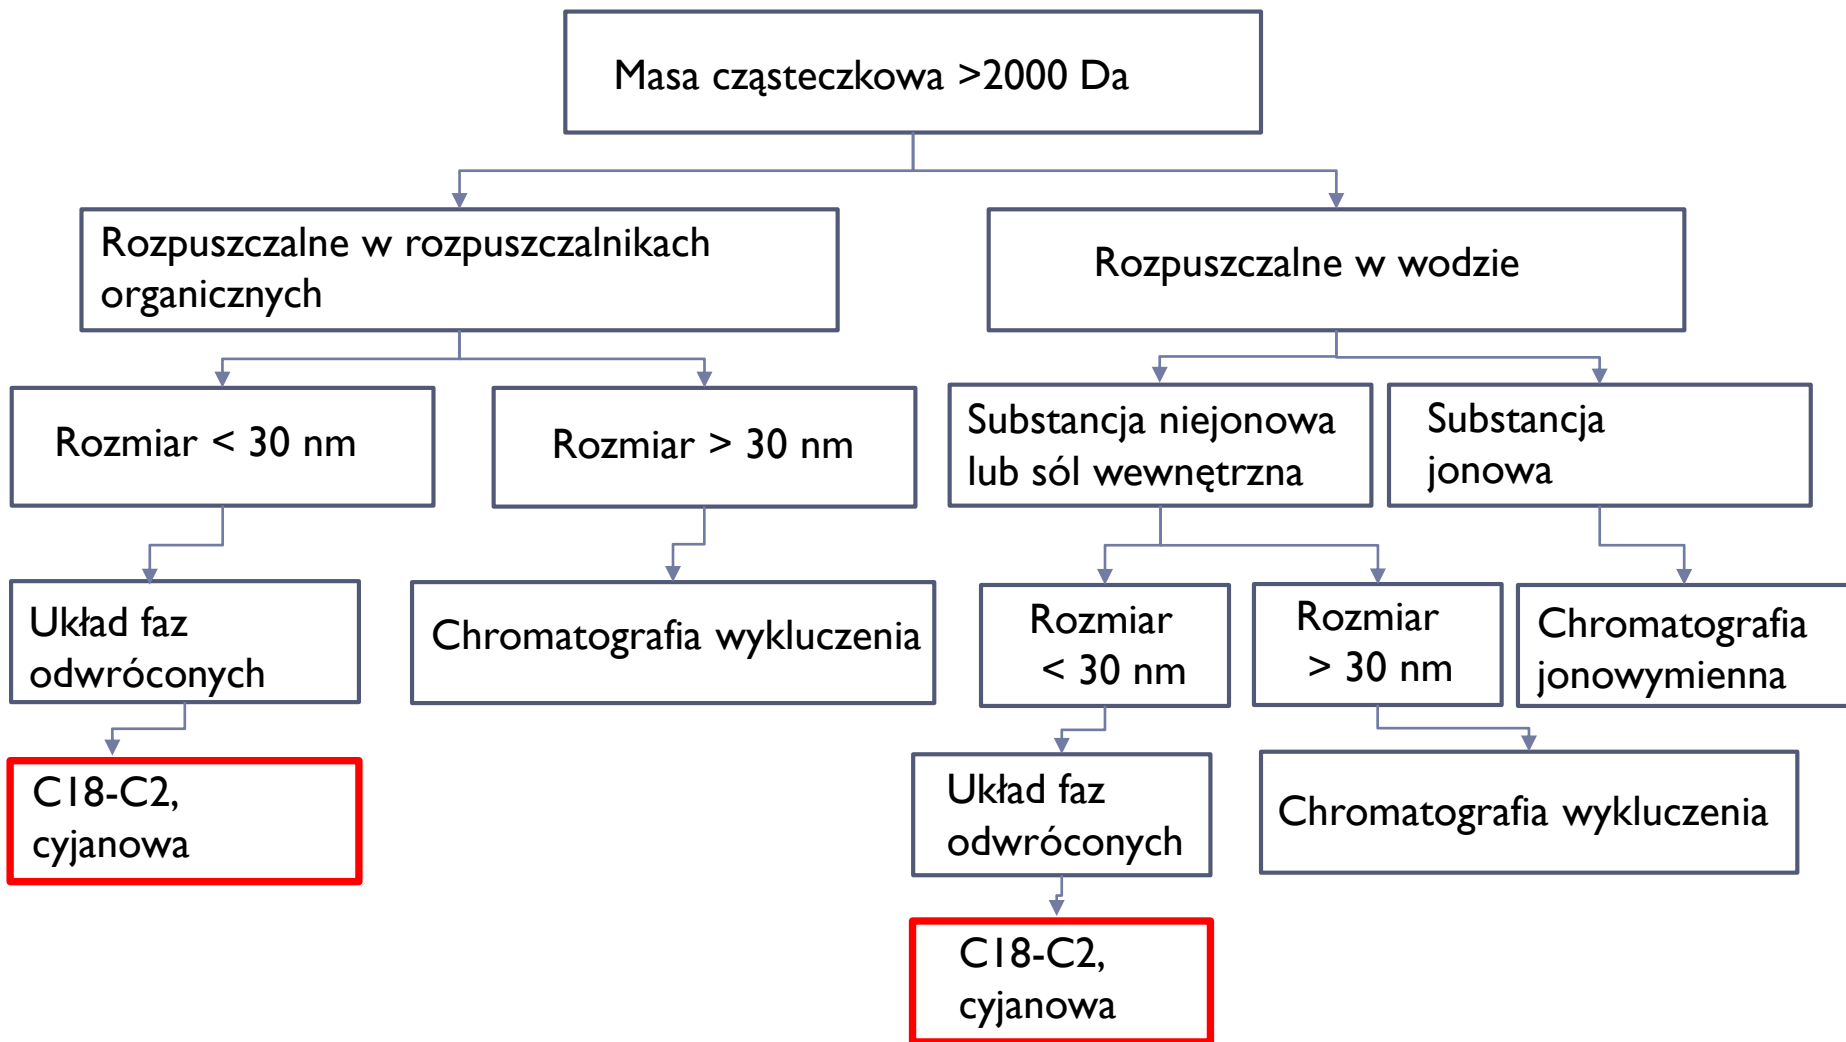 Masa cząsteczkowa >2000 Da
Rozpuszczalne w rozpuszczalnikach
organicznych
Rozpuszczalne w wodzie
Rozmiar < 30 nm
Rozmiar > 30 nm
Substancja niejonowa
lub sól wewnętrzna
Substancja
jonowa
Układ faz
odwróconych
Chromatografia wykluczenia
Rozmiar
< 30 nm
Rozmiar
> 30 nm
Chromatografia
jonowymienna
C18-C2,
cyjanowa
Układ faz
odwróconych
Chromatografia wykluczenia
C18-C2,
cyjanowa